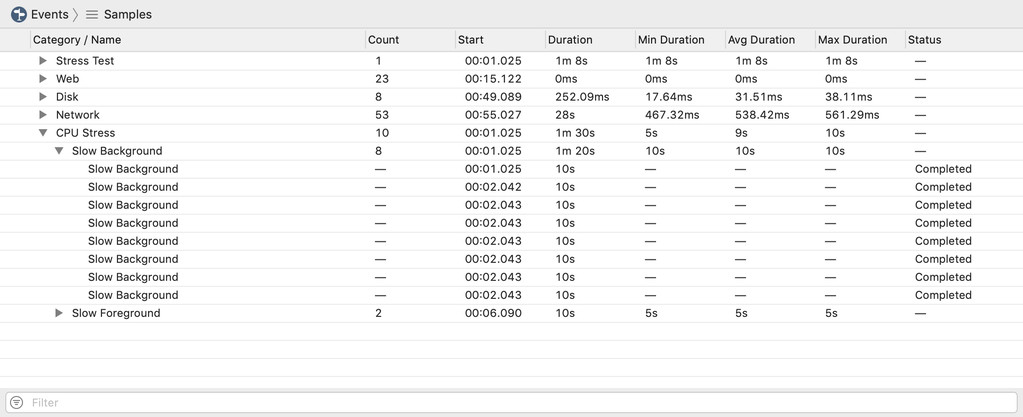 Events Samples
Category / Name Count Start Duration Min Duration Avg Duration Max Duration Status
Stress Test 1 00:01.025 1m 8s 1m 8s 1m 8s 1m 8s —
Web 23 00:15.122 0ms 0ms 0ms 0ms —
Disk 8 00:49.089 252.09ms 17.64ms 31.51ms 38.11ms —
Network 53 00:55.027 28s 467.32ms 538.42ms 561.29ms —
CPU Stress 10 00:01.025 1m 30s 5s 9s 10s —
Slow Background 8 00:01.025 1m 20s 10s 10s 10s —
Slow Background — 00:01.025 10s — — — Completed
Slow Background — 00:02.042 10s — — — Completed
Slow Background — 00:02.043 10s — — — Completed
Slow Background — 00:02.043 10s — — — Completed
Slow Background — 00:02.043 10s — — — Completed
Slow Background — 00:02.043 10s — — — Completed
Slow Background — 00:02.043 10s — — — Completed
Slow Background — 00:02.043 10s — — — Completed
Slow Foreground 2 00:06.090 10s 5s 5s 5s —
Filter